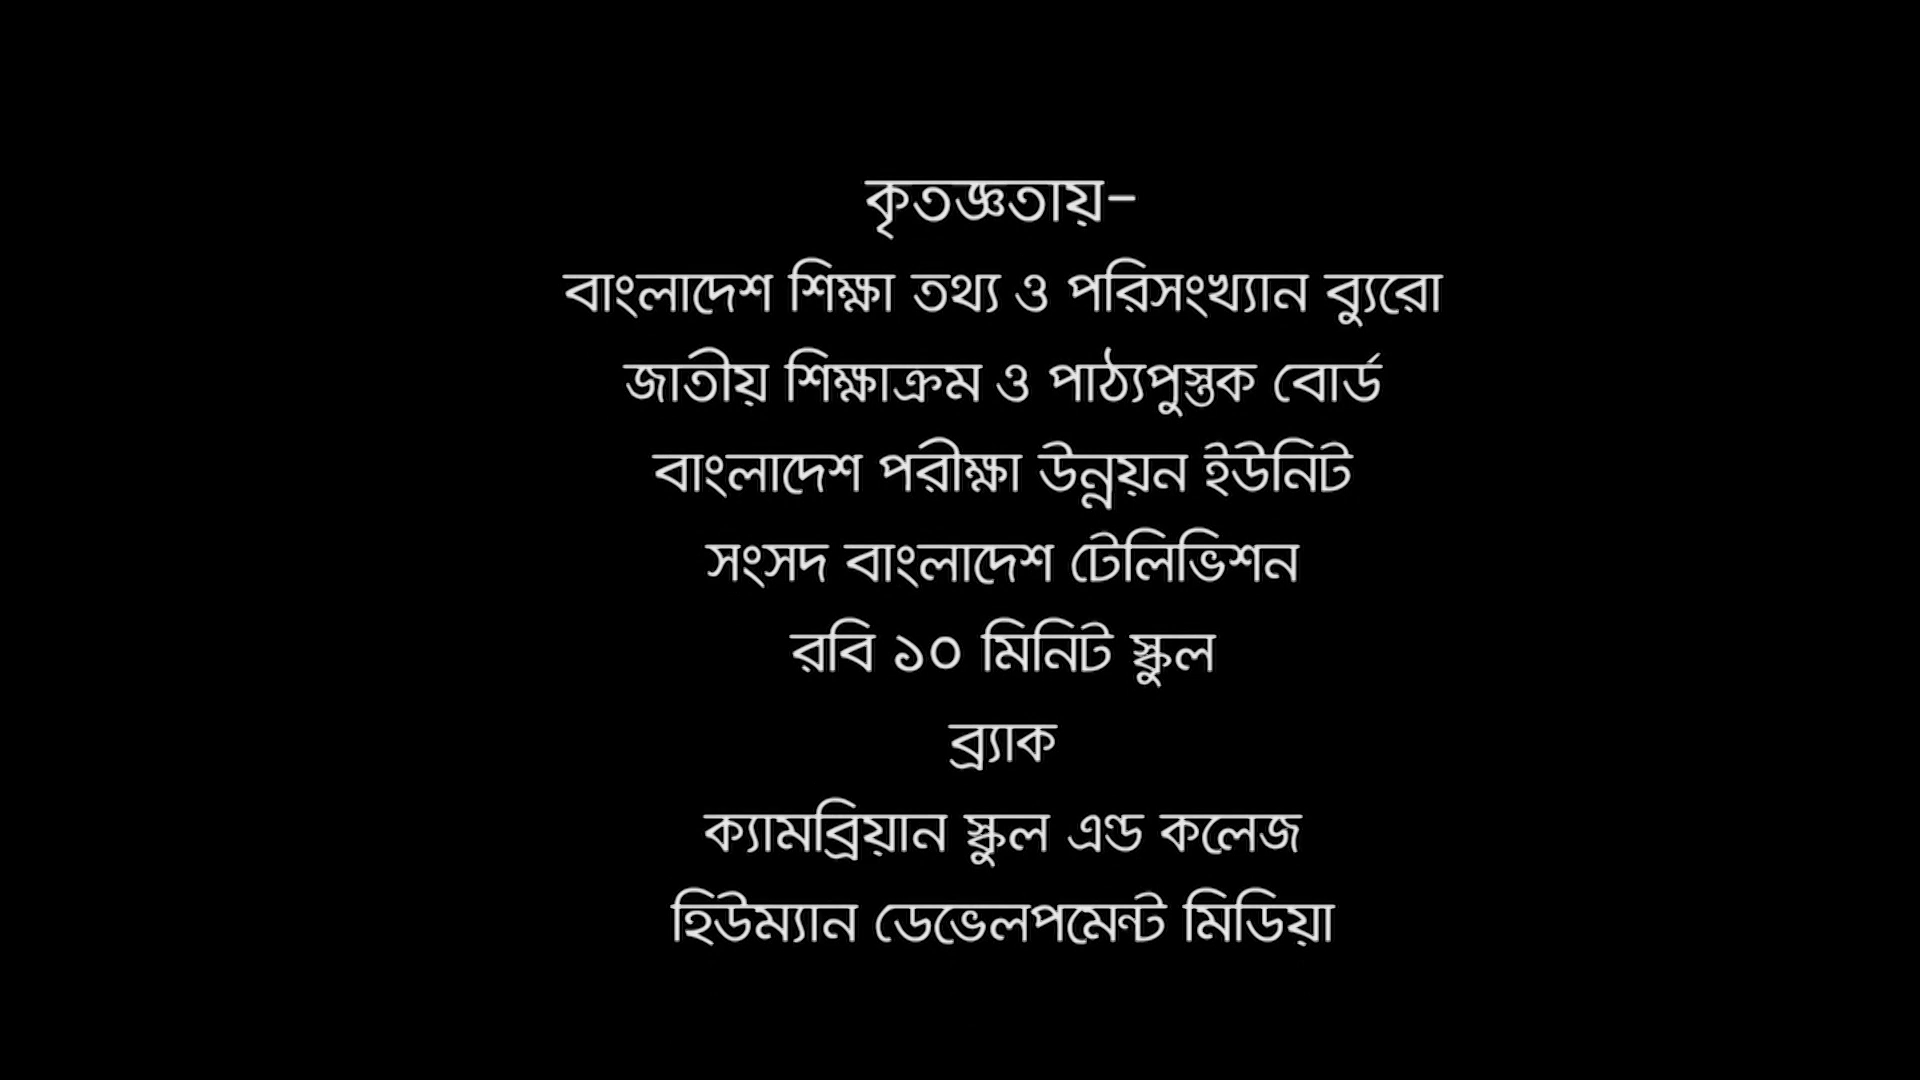 কৃতজ্ঞতায়–
বাংলাদেশ শিক্ষা তথ্য ও পরিসংখ্যান ব্যুরো
জাতীয় শিক্ষাক্রম ও পাঠ্যপুস্তক বোর্ড
বাংলাদেশ পরীক্ষা উন্নয়ন ইউনিট
সংসদ বাংলাদেশ টেলিভিশন
রবি ১০ মিনিট স্কুল
ব্র্যাক
ক্যামব্রিয়ান স্কুল এণ্ড কলেজ
হিউম্যান ডেভেলপমেন্ট মিডিয়া